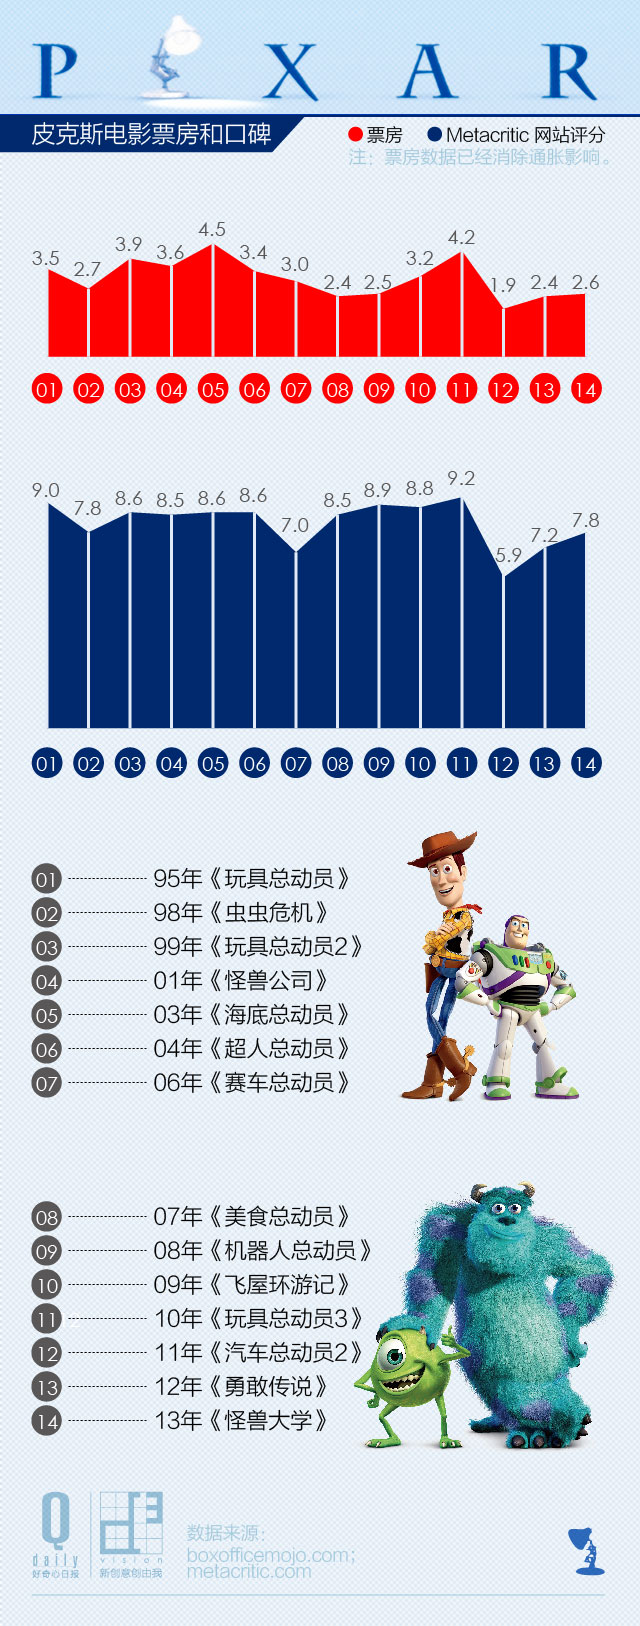 P XAR
皮克斯电影票房和口碑
票房 Metacritic 网站评分
注：票房数据已经消除通胀影响。
3.5 2.7 3.9 3.6 4.5 3.4 3.0 2.4 2.5 3.2 4.2 1.9 2.4 2.6
01 02 03 04 05 06 07 08 09 10 11 12 13 14
9.0 7.8 8.6 8.5 8.6 8.6 7.0 8.5 8.9 8.8 9.2 5.9 7.2 7.8
01 02 03 04 05 06 07 08 09 10 11 12 13 14
01 95年《玩具总动员》
02 98年《虫虫危机》
03 99年《玩具总动员2》
04 01年《怪兽公司》
05 03年《海底总动员》
06 04年《超人总动员》
07 06年《赛车总动员》
08 07年《美食总动员》
09 08年《机器人总动员》
10 09年《飞屋环游记》
11 10年《玩具总动员3》
12 11年《汽车总动员2》
13 12年《勇敢传说》
14 13年《怪兽大学》
Q
daily
好奇心日报
vision
新创意创由我
数据来源：
boxofficemojo.com；
metacritic.com